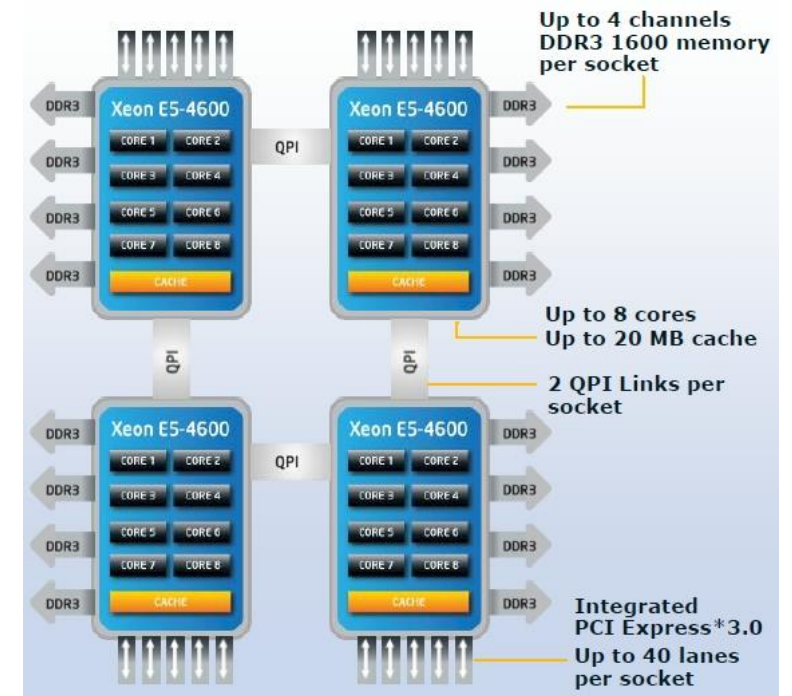 Up to 4 channels
DDR3 1600 memory
per socket
DDR3
Xeon E5-4600
Xeon E5-4600
DDR3
CORE 1 CORE 2
QPI
CORE 1 CORE 2
DDR3
CORE 3 CORE 4
CORE 3 CORE 4
DDR3
DDR3
CORE 5 CORE 6
CORE 5 CORE 6
DDR3
DDR3
CORE 7 CORE 8
CORE 7 CORE 8
DDR3
CACHE
CACHE
Up to 8 cores
Up to 20 MB cache
QPI
QPI
2 QPI Links per
socket
DDR3
Xeon E5-4600
Xeon E5-4600
DDR3
CORE 1 CORE 2
QPI
CORE 1 CORE 2
DDR3
CORE 3 CORE 4
CORE 3 CORE 4
DDR3
DDR3
CORE 5 CORE 6
CORE 5 CORE 6
DDR3
DDR3
CORE 7 CORE 8
CORE 7 CORE 8
DDR3
CACHE
CACHE
Integrated
PCI Express*3.0
Up to 40 lanes
per socket